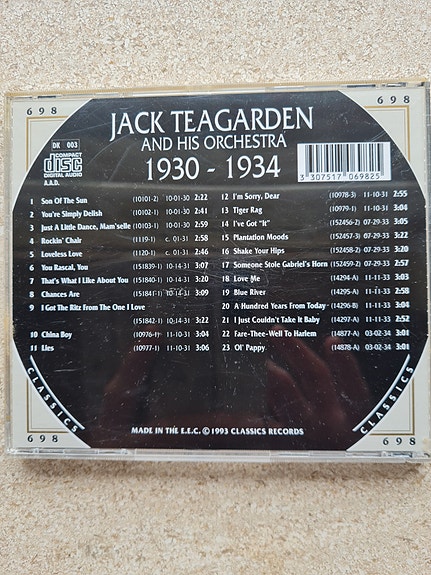 698 698
JACK TEAGARDEN
AND HIS ORCHESTRA
1930 - 1934
DK 003
COMPACT
disc
DIGITAL AUDIO
A.A.D.
3 307517 069825
1 Son Of The Sun (10101-2) 10-01-30 2:22
2 You're Simply Delish (10102-2) 10-01-30 2:41
3 Just A Little Dance, Mam'selle (10103-1) 10-01-30 2:59
4 Rockin' Chair (1119-1) c. 01-31 2:58
5 Loveless Love (1120-1) c. 01-31 2:46
6 You Rascal, You (151839-1) 10-14-31 3:07
7 That's What I Like About You (151840-1) 10-14-31 3:20
8 Chances Are (151841-1) 10-14-31 3:09
9 I Got The Ritz From The One I Love
(151842-1) 10-14-31 3:22
10 China Boy (10976-1) 11-10-31 3:04
11 Lies (10977-1) 11-10-31 3:06
12 I'm Sorry, Dear (10978-3) 11-10-31 2:55
13 Tiger Rag (10979-1) 11-10-31 3:04
14 I've Got "It" (152456-2) 07-29-33 3:05
15 Plantation Moods (152457-3) 07-29-33 3:22
16 Shake Your Hips (152458-2) 07-29-33 3:20
17 Someone Stole Gabriel's Horn (152459-2) 07-29-33 2:57
18 Love Me (14294-A) 11-11-33 3:03
19 Blue River (14295-A) 11-11-33 2:58
20 A Hundred Years From Today (14296-B) 11-11-33 3:04
21 I Just Couldn't Take It Baby (14297-A) 11-11-33 2:52
22 Fare-Thee-Well To Harlem (14877-A) 03-02-34 3:01
23 Ol' Pappy (14878-A) 03-02-34 3:01
CLASSICS CLASSICS
MADE IN THE E.E.C. © 1993 CLASSICS RECORDS
698 698